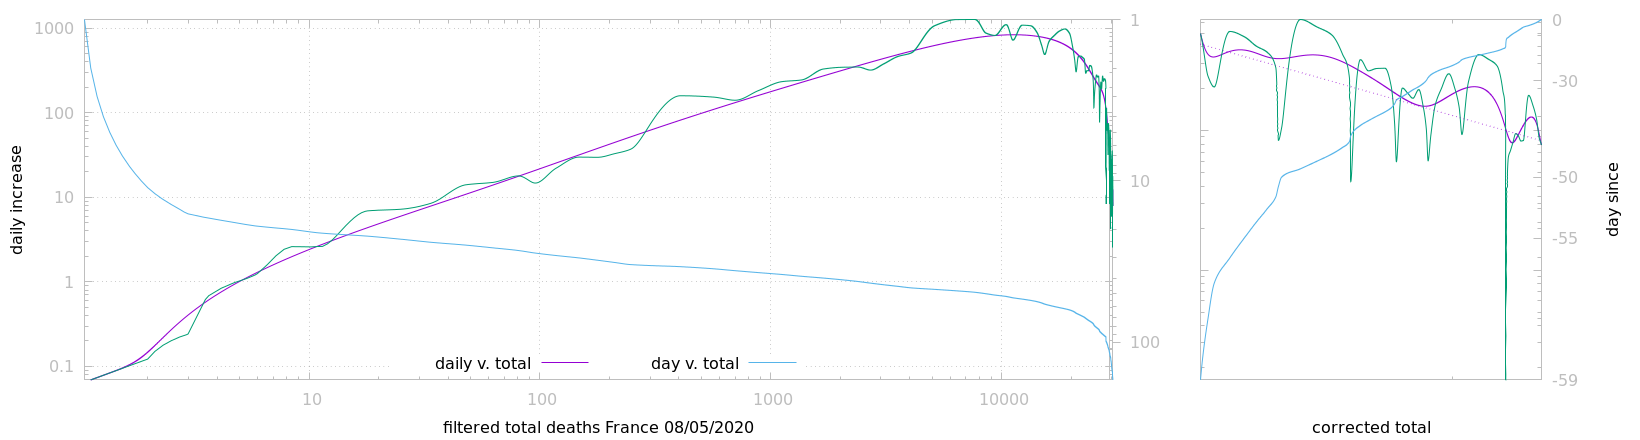 1000
100
10
1
0.1
daily increase
10
100
1000
10000
filtered total deaths France 08/05/2020
daily v. total
day v. total
1
10
100
0
-30
-50
-55
-59
day since
corrected total